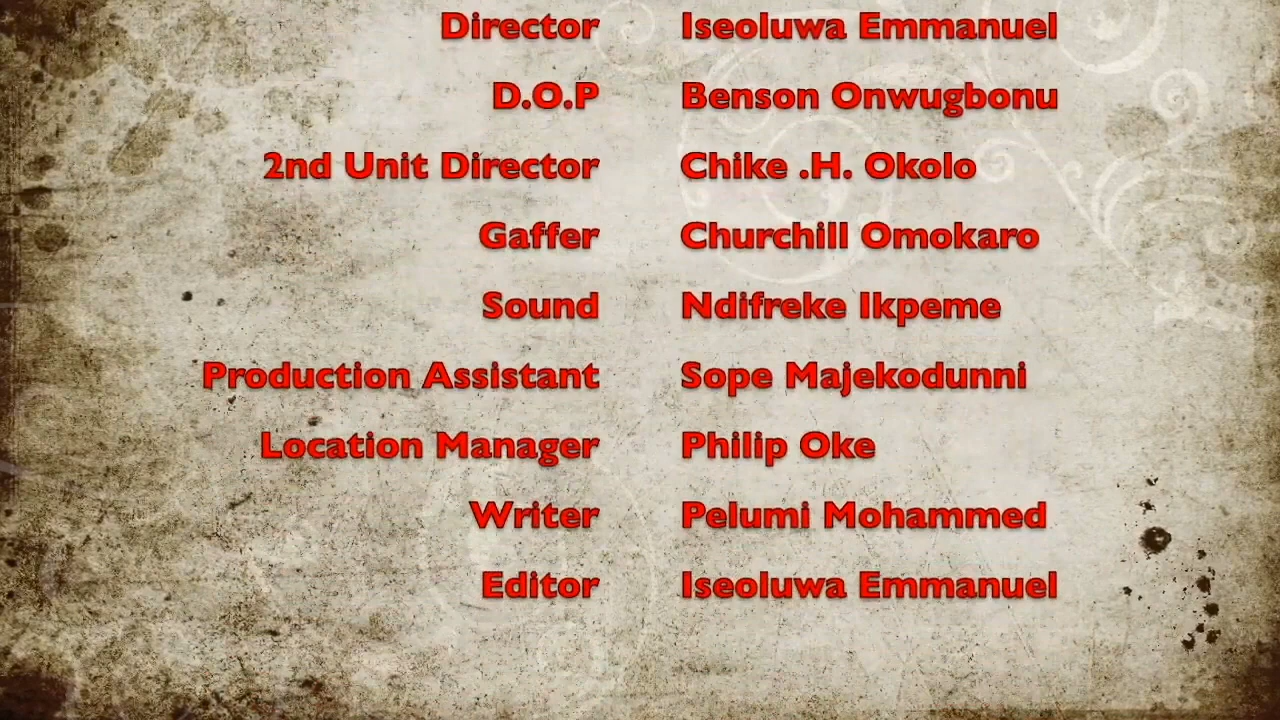 Director Iseoluwa Emmanuel
D.O.P Benson Onwugbonu
2nd Unit Director Chike .H. Okolo
Gaffer Churchill Omokaro
Sound Ndifreke Ikpeme
Production Assistant Sope Majekodunni
Location Manager Philip Oke
Writer Pelumi Mohammed
Editor Iseoluwa Emmanuel